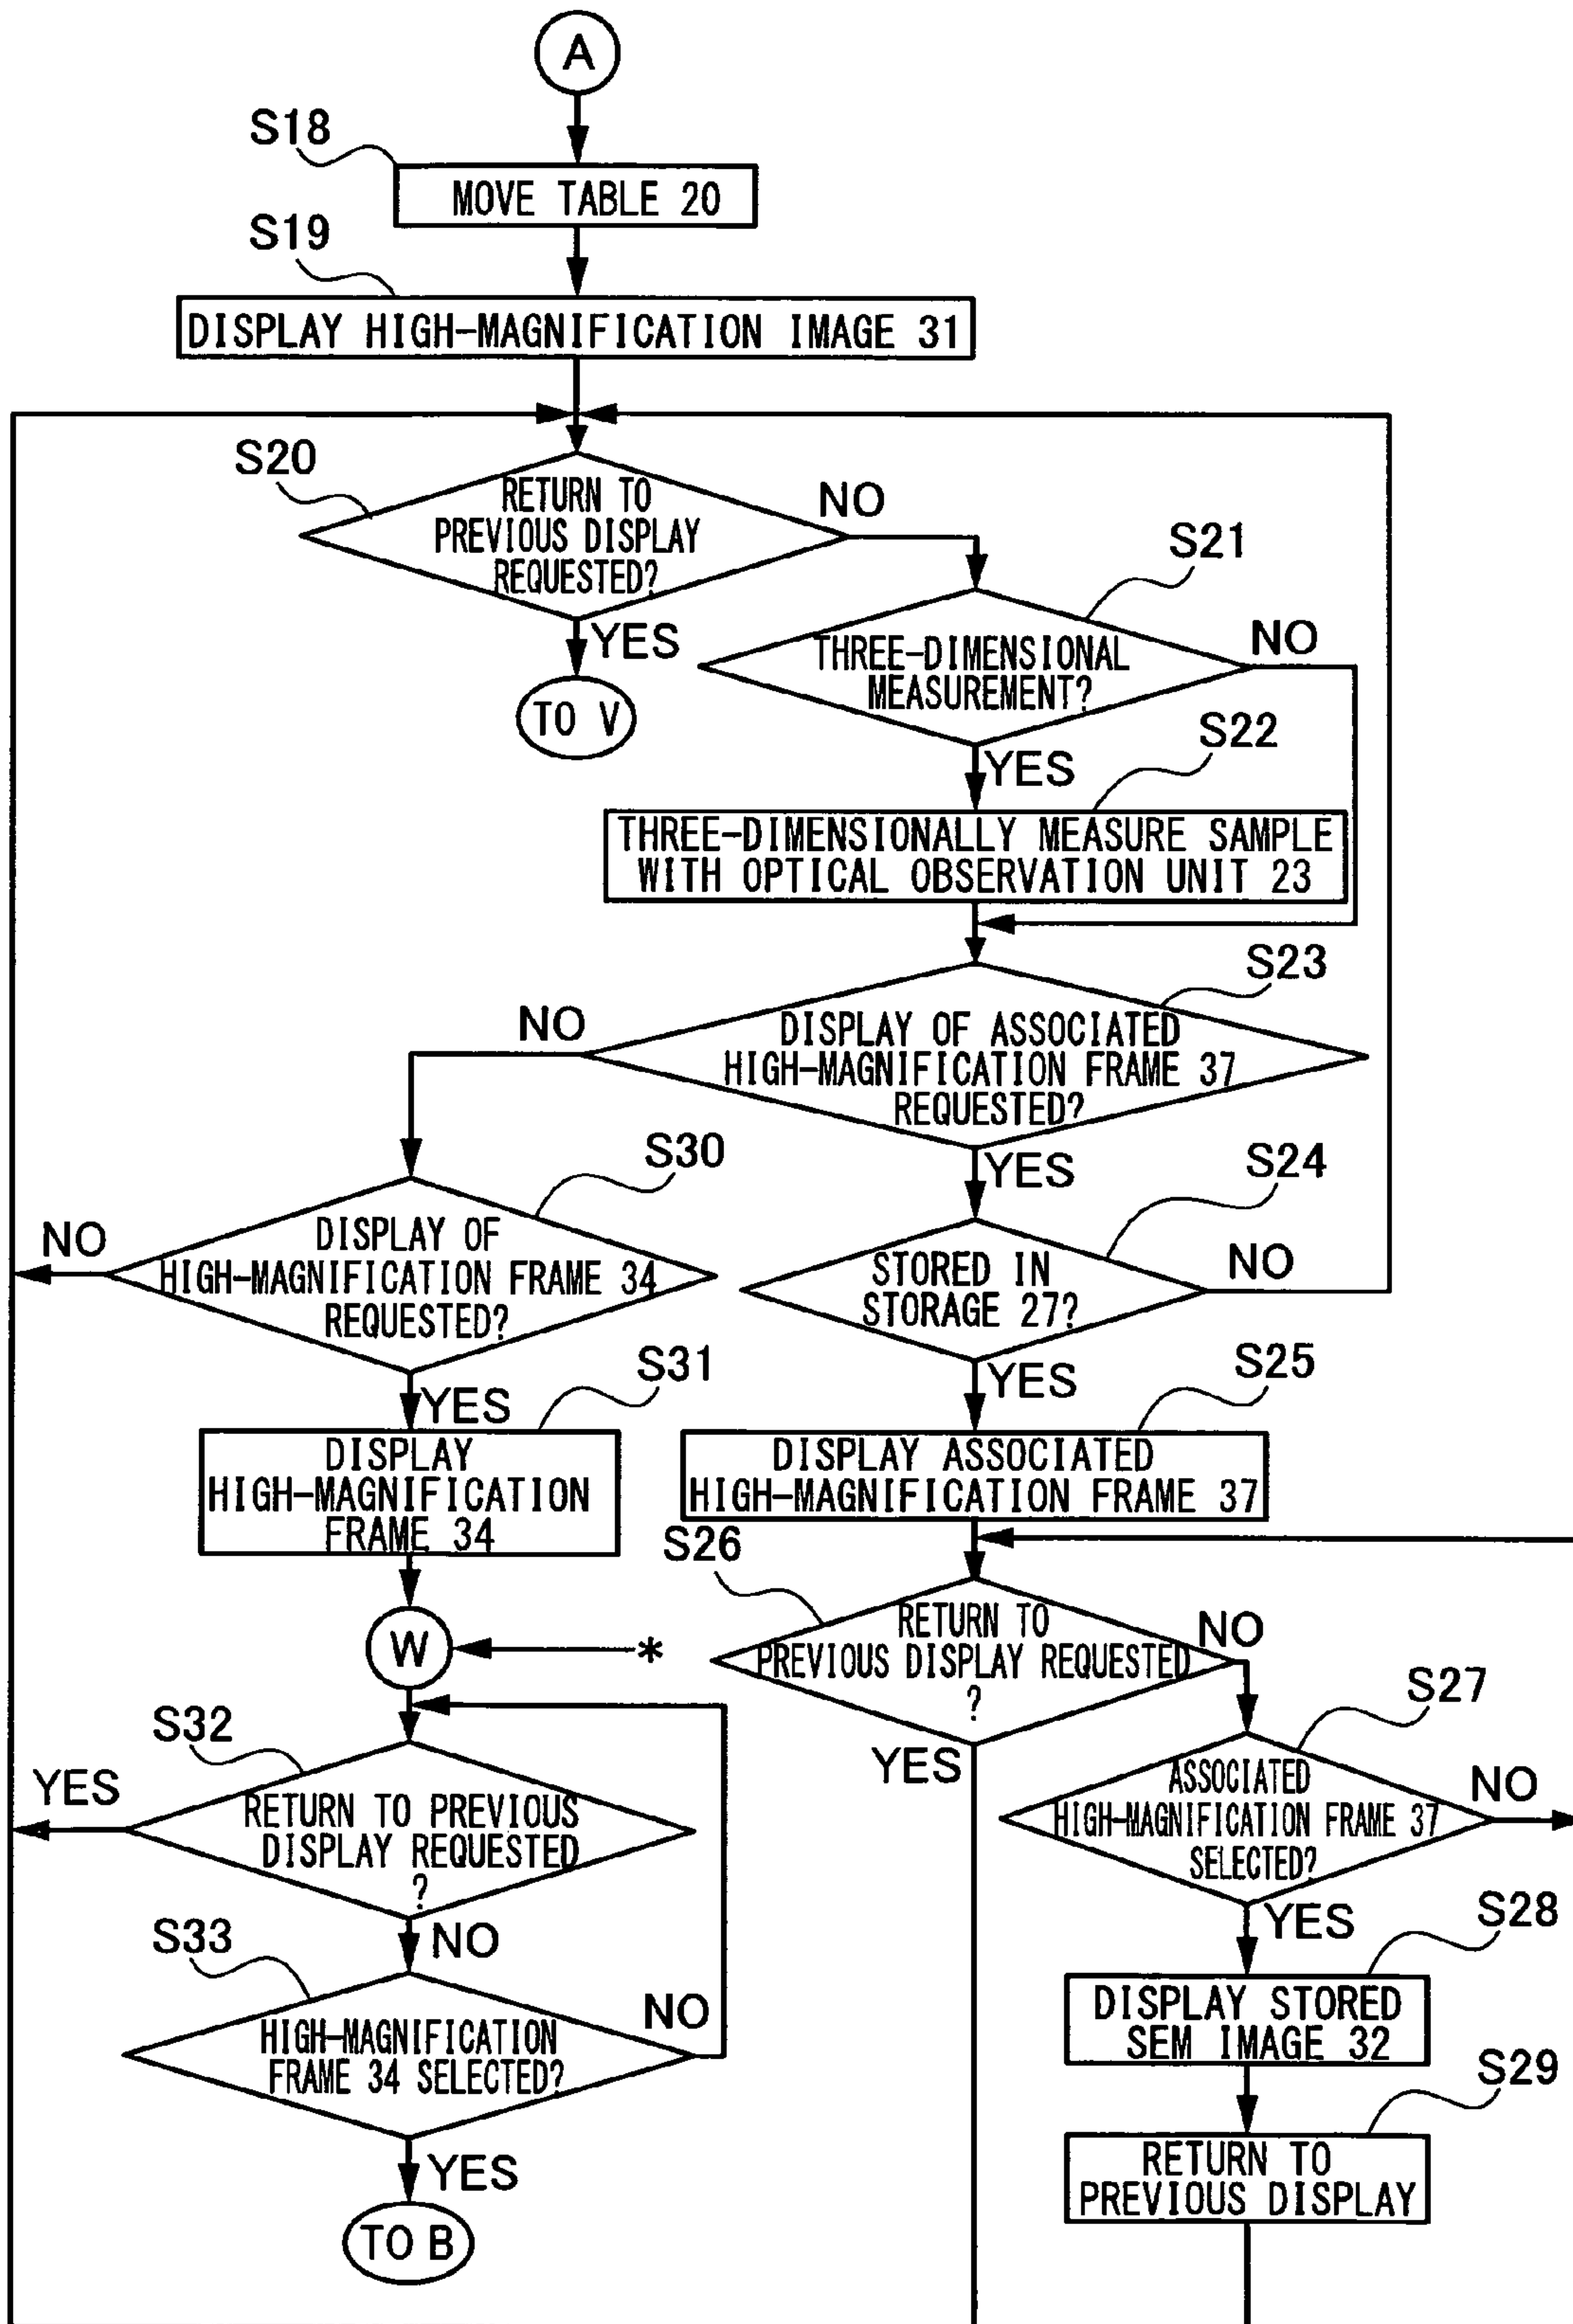 A
S18
MOVE TABLE 20
S19
DISPLAY HIGH-MAGNIFICATION IMAGE 31
S20
RETURN TO
PREVIOUS DISPLAY
REQUESTED?
NO
YES
TO V
S21
THREE-DIMENSIONAL
MEASUREMENT?
NO
YES
S22
THREE-DIMENSIONALLY MEASURE SAMPLE
WITH OPTICAL OBSERVATION UNIT 23
S23
DISPLAY OF ASSOCIATED
HIGH-MAGNIFICATION FRAME 37
REQUESTED?
NO
YES
S24
STORED IN
STORAGE 27?
NO
YES
S25
DISPLAY ASSOCIATED
HIGH-MAGNIFICATION FRAME 37
S26
RETURN TO
PREVIOUS DISPLAY REQUESTED
?
NO
YES
S27
ASSOCIATED
HIGH-MAGNIFICATION FRAME 37
SELECTED?
NO
YES
S28
DISPLAY STORED
SEM IMAGE 32
S29
RETURN TO
PREVIOUS DISPLAY
S30
DISPLAY OF
HIGH-MAGNIFICATION FRAME 34
REQUESTED?
NO
YES
S31
DISPLAY
HIGH-MAGNIFICATION
FRAME 34
W
*
S32
RETURN TO PREVIOUS
DISPLAY REQUESTED
?
YES
NO
S33
HIGH-MAGNIFICATION
FRAME 34 SELECTED?
NO
YES
TO B